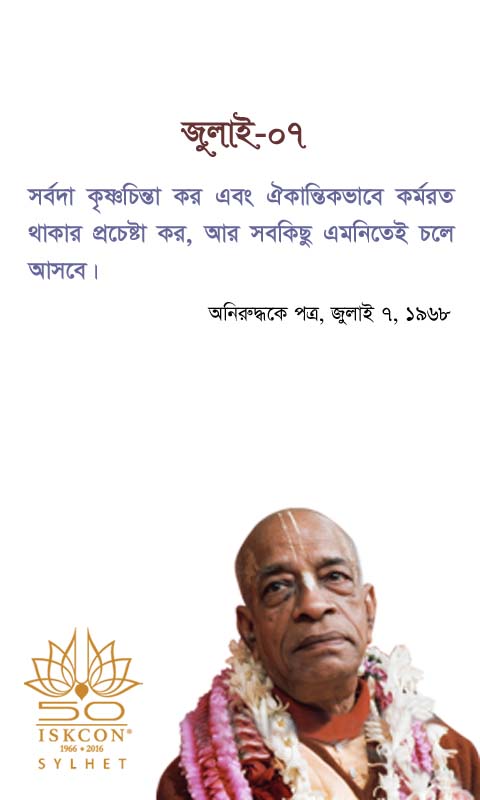 জুলাই-০৭
সর্বদা কৃষ্ণচিন্তা কর এবং ঐকান্তিকভাবে কর্মরত
থাকার প্রচেষ্টা কর, আর সবকিছু এমনিতেই চলে
আসবে।
অনিরুদ্ধকে পত্র, জুলাই ৭, ১৯৬৮
50
ISKCON®
1966 • 2016
SYLHET